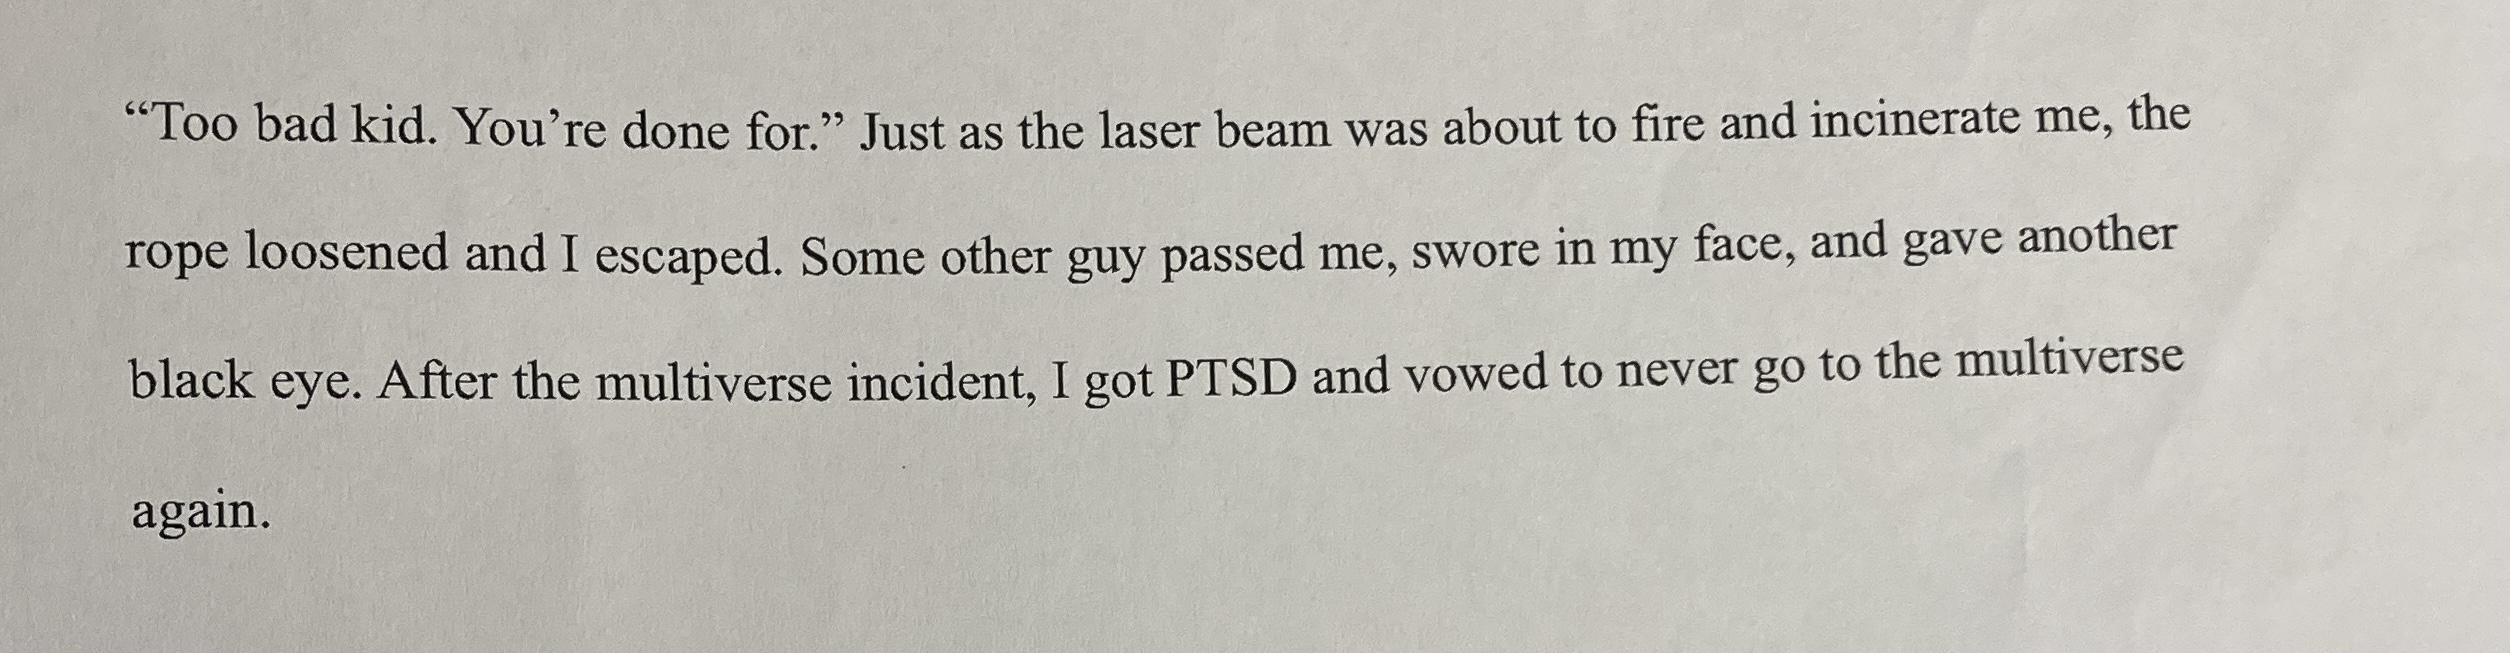 “Too bad kid. You’re done for.” Just as the laser beam was about to fire and incinerate me, the
rope loosened and I escaped. Some other guy passed me, swore in my face, and gave another
black eye. After the multiverse incident, I got PTSD and vowed to never go to the multiverse
again.